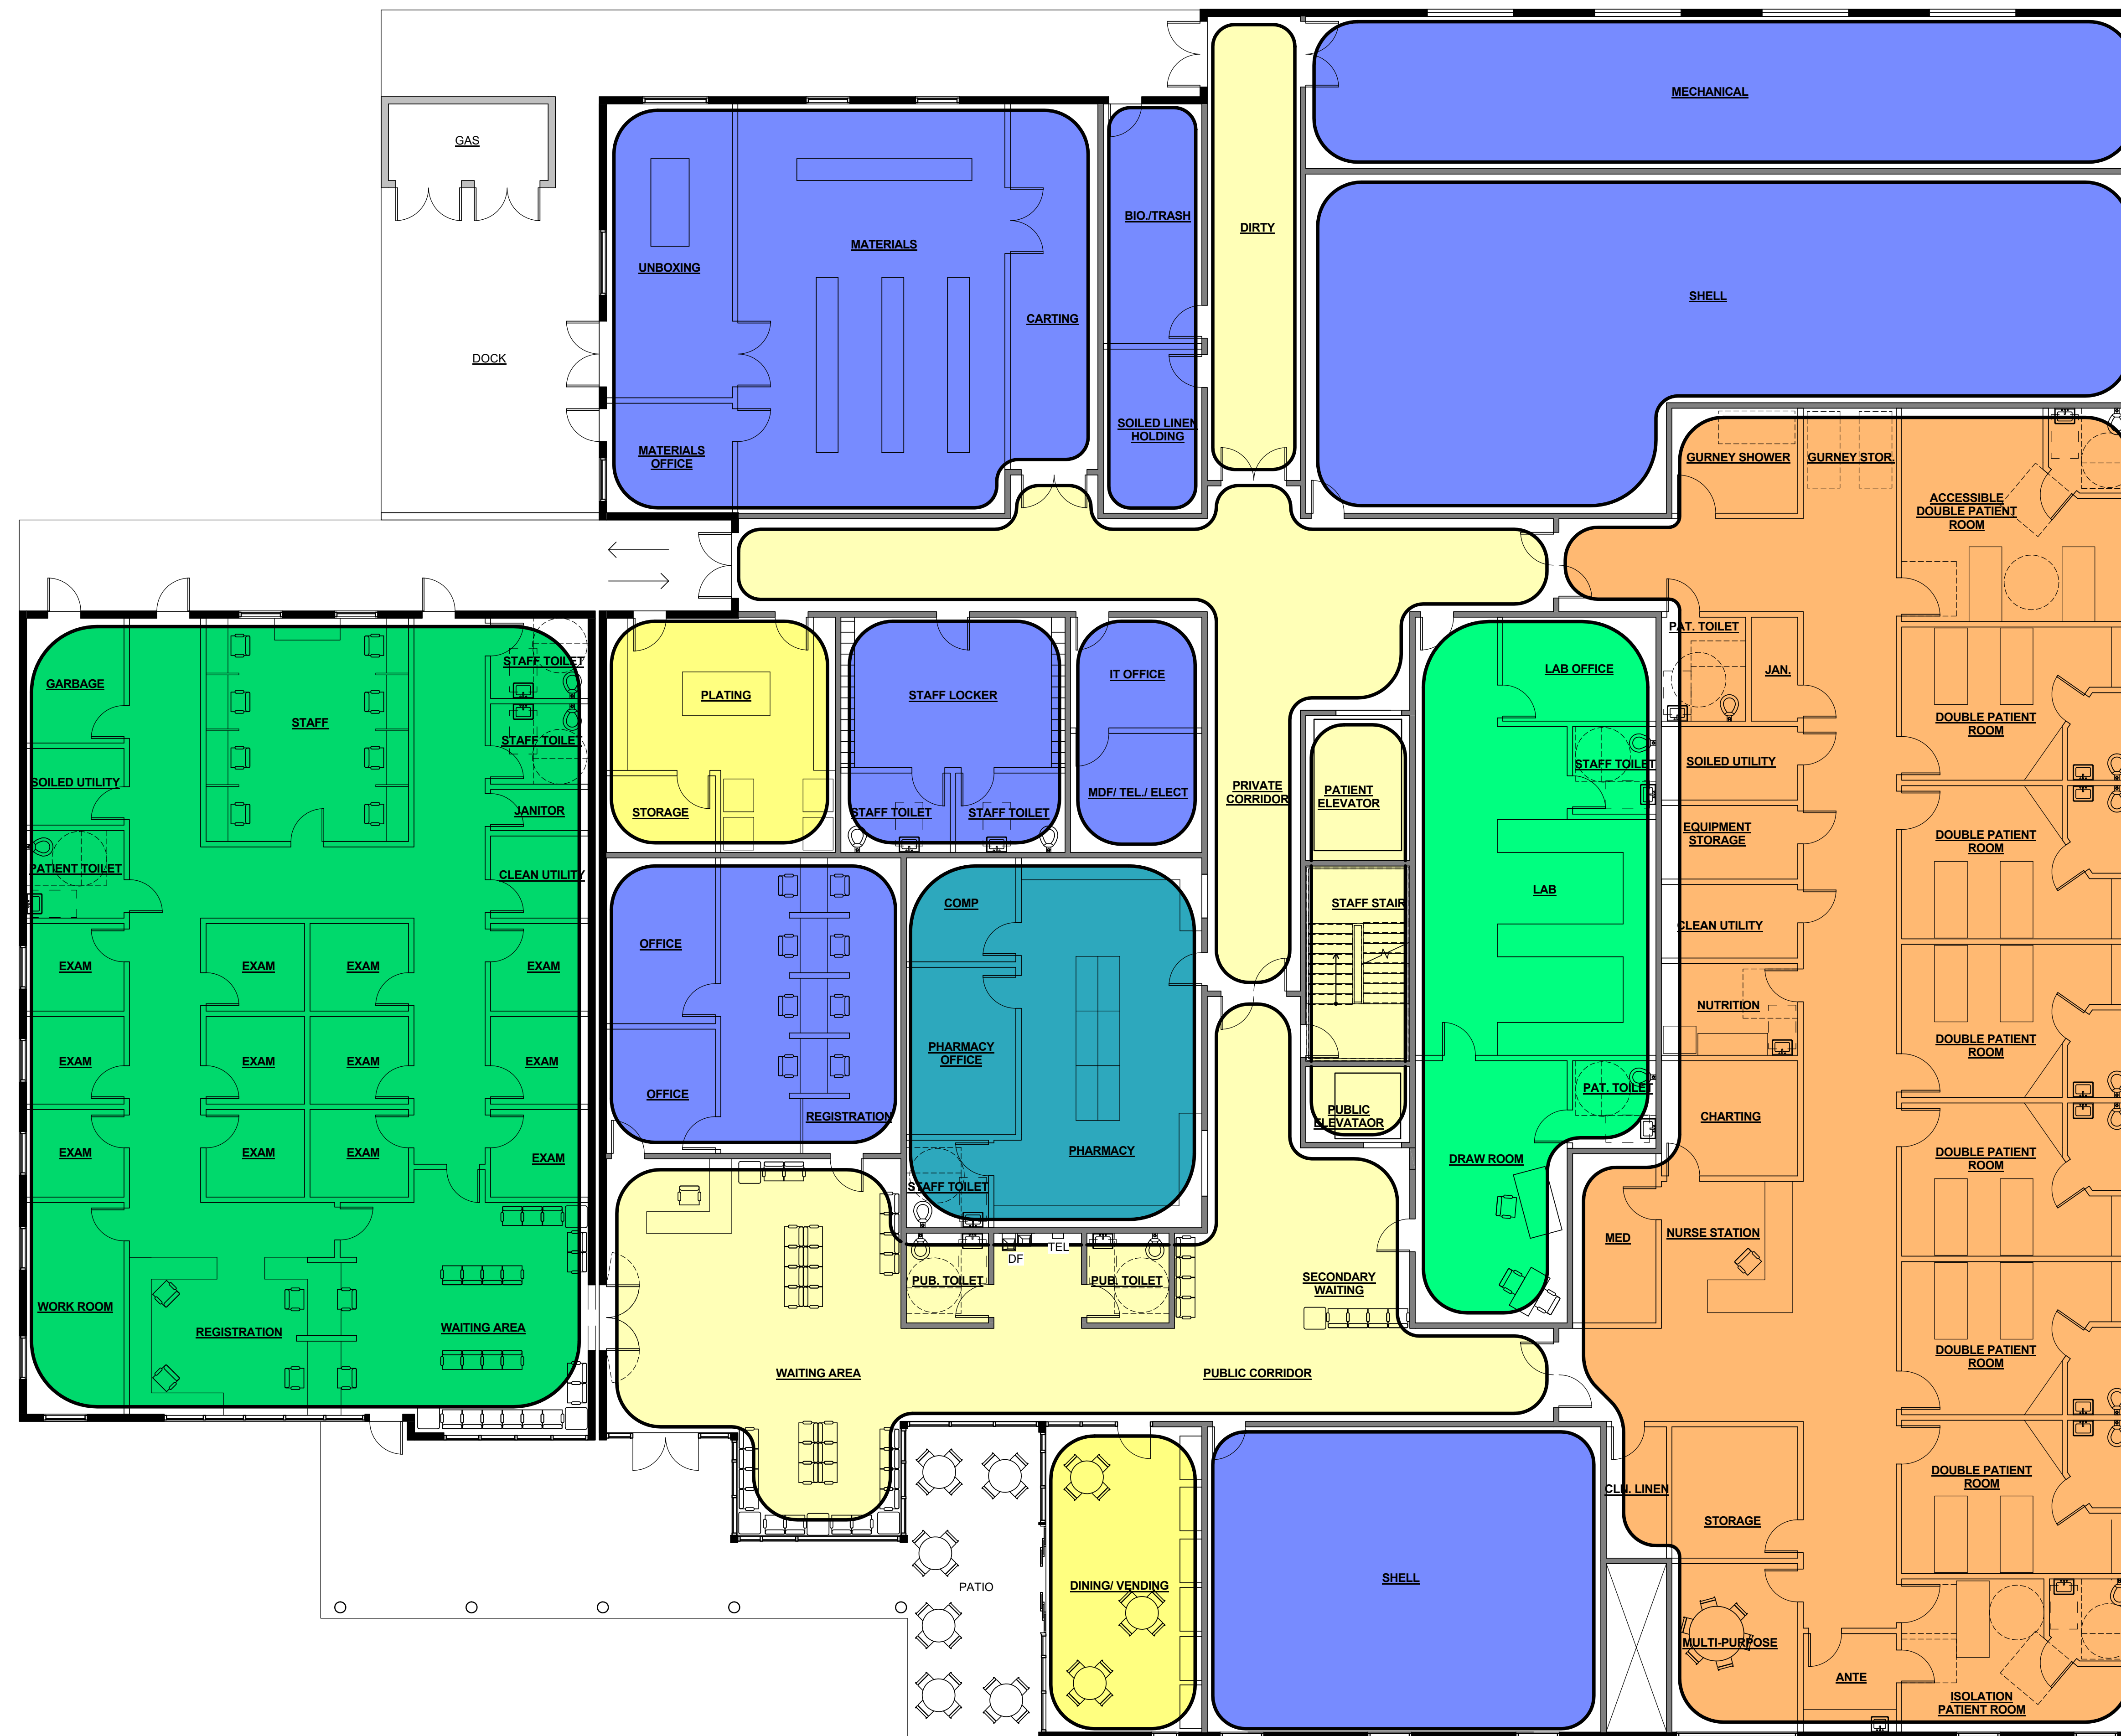 MECHANICAL
GAS
BIO./TRASH
DIRTY
MATERIALS
UNBOXING
SHELL
CARTING
DOCK
SOILED LINEN
HOLDING
MATERIALS
OFFICE
GURNEY SHOWER
GURNEY STOR.
ACCESSIBLE
DOUBLE PATIENT
ROOM
GARBAGE
STAFF
STAFF TOILET
STAFF TOILET
PLATING
STAFF LOCKER
IT OFFICE
LAB OFFICE
PAT. TOILET
JAN.
DOUBLE PATIENT
ROOM
SOILED UTILITY
JANITOR
STORAGE
STAFF TOILET
STAFF TOILET
MDF/ TEL./ ELECT
PRIVATE
CORRIDOR
PATIENT
ELEVATOR
STAFF TOILET
SOILED UTILITY
EQUIPMENT
STORAGE
DOUBLE PATIENT
ROOM
PATIENT TOILET
CLEAN UTILITY
OFFICE
COMP
STAFF STAIR
LAB
CLEAN UTILITY
EXAM
EXAM
EXAM
EXAM
NUTRITION
EXAM
EXAM
EXAM
EXAM
PHARMACY
OFFICE
DOUBLE PATIENT
ROOM
OFFICE
REGISTRATION
PUBLIC
ELEVATAOR
PAT. TOILET
CHARTING
EXAM
EXAM
EXAM
EXAM
PHARMACY
DRAW ROOM
DOUBLE PATIENT
ROOM
STAFF TOILET
MED
NURSE STATION
DF
TEL
PUB. TOILET
PUB. TOILET
SECONDARY
WAITING
WORK ROOM
REGISTRATION
WAITING AREA
WAITING AREA
PUBLIC CORRIDOR
DOUBLE PATIENT
ROOM
CLN. LINEN
DOUBLE PATIENT
ROOM
STORAGE
PATIO
DINING/ VENDING
SHELL
MULTI-PURPOSE
ANTE
ISOLATION
PATIENT ROOM